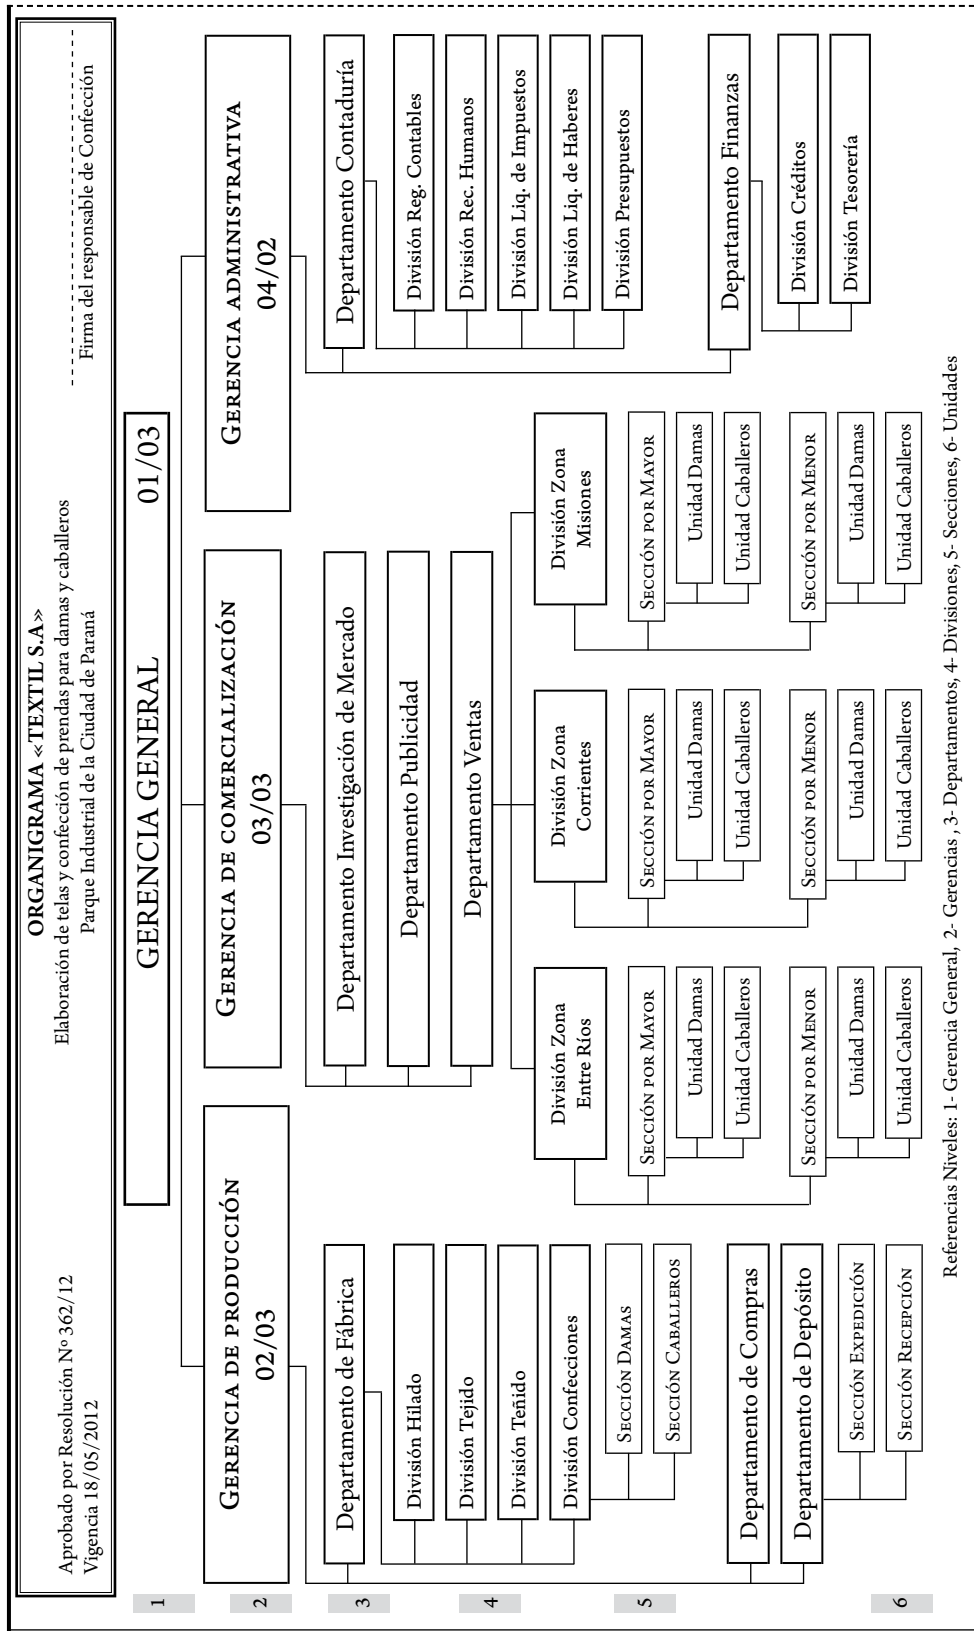 ORGANIGRAMA «TEXTIL S.A»
Elaboración de telas y confección de prendas para damas y caballeros
Parque Industrial de la Ciudad de Paraná
Aprobado por Resolución Nº 362/12
Vigencia 18/05/2012
Firma del responsable de Confección
1
GERENCIA GENERAL 01/03
2
GERENCIA DE PRODUCCIÓN
02/03
GERENCIA DE COMERCIALIZACIÓN
03/03
GERENCIA ADMINISTRATIVA
04/02
3
Departamento de Fábrica
División Hilado
División Tejido
División Teñido
División Confecciones
SECCIÓN DAMAS
SECCIÓN CABALLEROS
Departamento de Compras
Departamento de Depósito
SECCIÓN EXPEDICIÓN
SECCIÓN RECEPCIÓN
Departamento Investigación de Mercado
Departamento Publicidad
Departamento Ventas
4
División Zona
Entre Ríos
SECCIÓN POR MAYOR
Unidad Damas
Unidad Caballeros
SECCIÓN POR MENOR
Unidad Damas
Unidad Caballeros
División Zona
Corrientes
SECCIÓN POR MAYOR
Unidad Damas
Unidad Caballeros
SECCIÓN POR MENOR
Unidad Damas
Unidad Caballeros
División Zona
Misiones
SECCIÓN POR MAYOR
Unidad Damas
Unidad Caballeros
SECCIÓN POR MENOR
Unidad Damas
Unidad Caballeros
Departamento Contaduría
División Reg. Contables
División Rec. Humanos
División Liq. de Impuestos
División Liq. de Haberes
División Presupuestos
Departamento Finanzas
División Créditos
División Tesorería
5
6
Referencias Niveles: 1- Gerencia General, 2- Gerencias , 3- Departamentos, 4- Divisiones, 5- Secciones, 6- Unidades